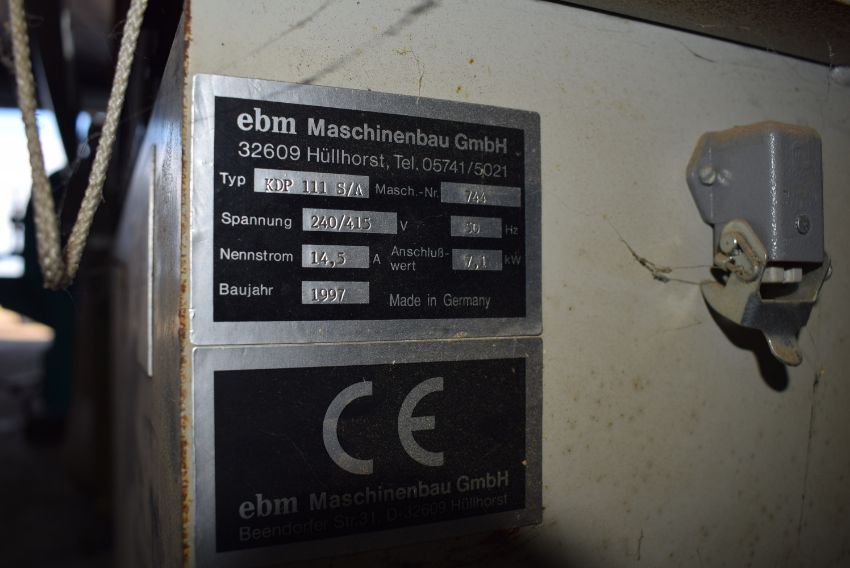 ebm Maschinenbau GmbH
32609 Hüllhorst, Tel. 05741/5021
Typ KDP 111 S/A Masch.-Nr. 744
Spannung 240/415 V 50 Hz
Nennstrom 14,5 A Anschluß-
wert 7,1 kW
Baujahr 1997 Made in Germany
CE
ebm Maschinenbau GmbH
Beendorfer Str.31, D-32609 Hüllhorst